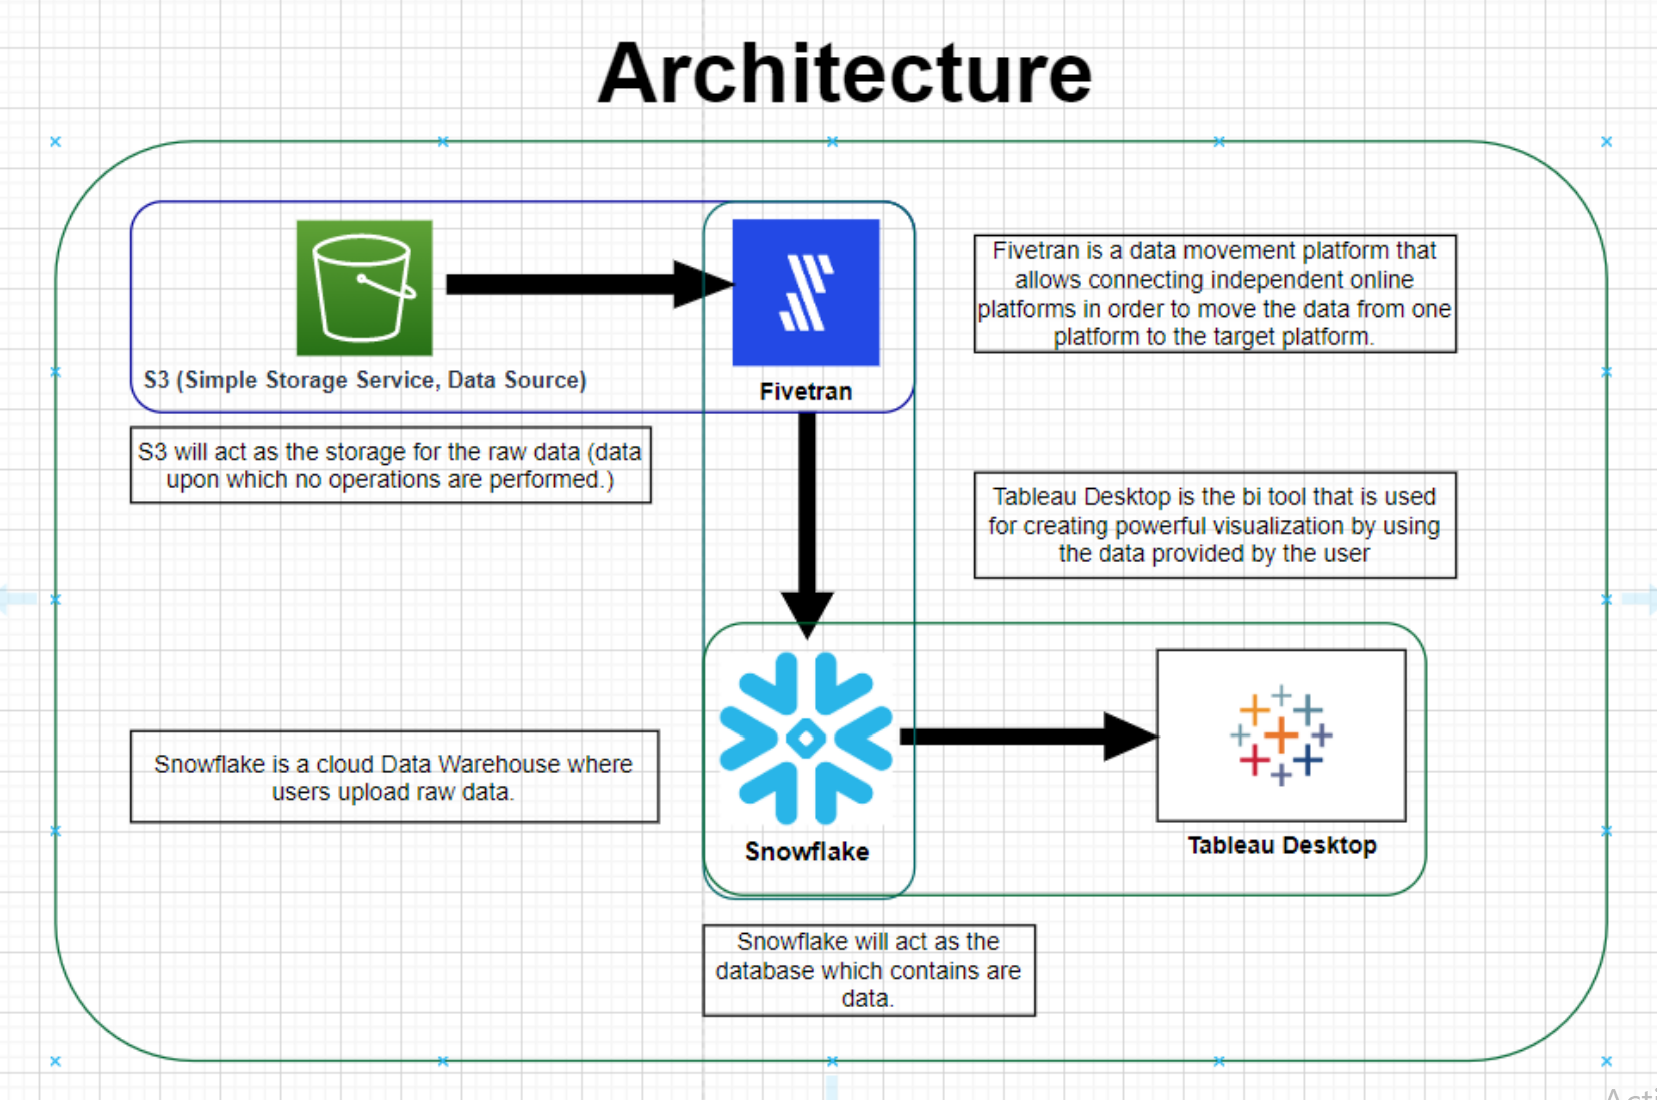 Architecture
S3 (Simple Storage Service, Data Source)
Fivetran
Fivetran is a data movement platform that
allows connecting independent online
platforms in order to move the data from one
platform to the target platform.
S3 will act as the storage for the raw data (data
upon which no operations are performed.)
Tableau Desktop is the bi tool that is used
for creating powerful visualization by using
the data provided by the user
Snowflake is a cloud Data Warehouse where
users upload raw data.
Snowflake
Tableau Desktop
Snowflake will act as the
database which contains are
data.